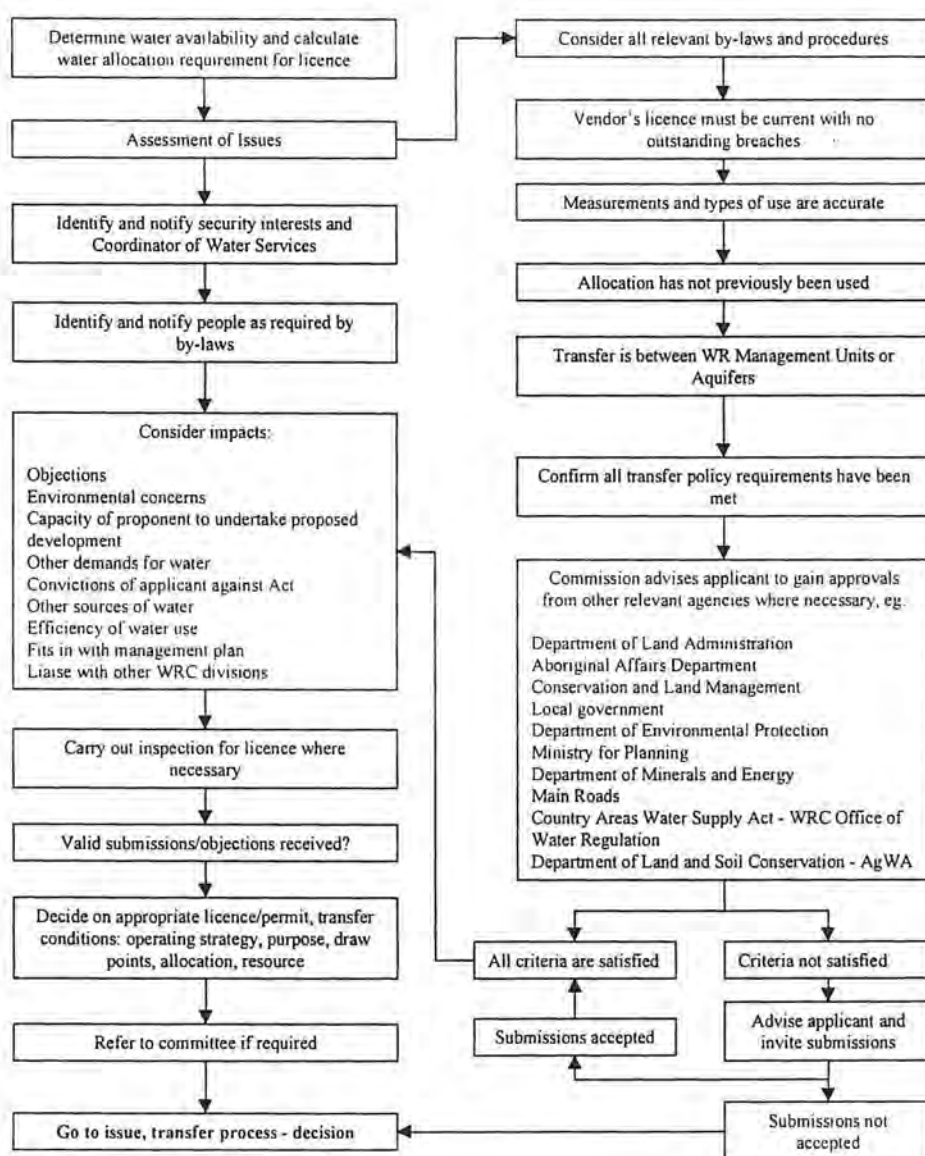 Determine water availability and calculate
water allocation requirement for licence
Assessment of Issues
Identify and notify security interests and
Coordinator of Water Services
Identify and notify people as required by
by-laws
Consider impacts:
Objections
Environmental concerns
Capacity of proponent to undertake proposed
development
Other demands for water
Convictions of applicant against Act
Other sources of water
Efficiency of water use
Fits in with management plan
Liaise with other WRC divisions
Carry out inspection for licence where
necessary
Valid submissions/objections received?
Decide on appropriate licence/permit, transfer
conditions: operating strategy, purpose, draw
points, allocation, resource
Refer to committee if required
Go to issue, transfer process - decision
Consider all relevant by-laws and procedures
Vendor's licence must be current with no
outstanding breaches
Measurements and types of use are accurate
Allocation has not previously been used
Transfer is between WR Management Units or
Aquifers
Confirm all transfer policy requirements have been
met
Commission advises applicant to gain approvals
from other relevant agencies where necessary, eg.
Department of Land Administration
Aboriginal Affairs Department
Conservation and Land Management
Local government
Department of Environmental Protection
Ministry for Planning
Department of Minerals and Energy
Main Roads
Country Areas Water Supply Act - WRC Office of
Water Regulation
Department of Land and Soil Conservation - AgWA
All criteria are satisfied
Criteria not satisfied
Submissions accepted
Advise applicant and
invite submissions
Submissions not
accepted